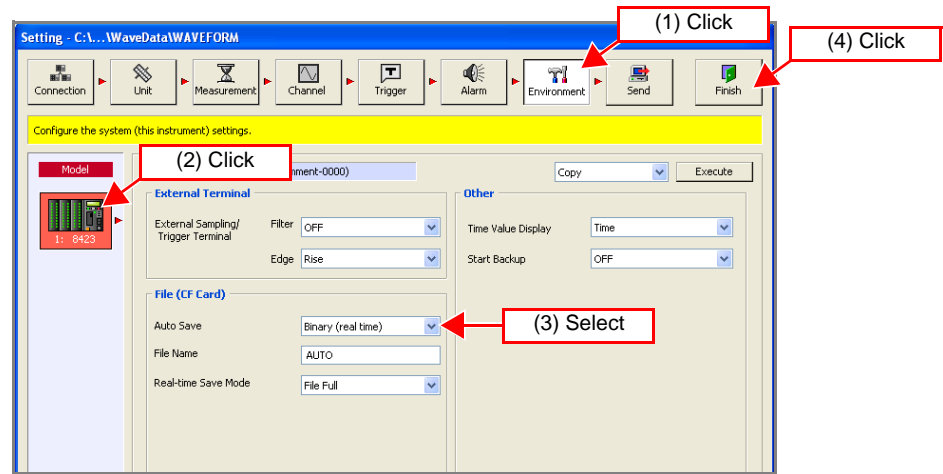 (1) Click
Setting - C:\...\WaveData\WAVEFORM
(4) Click
Connection
Unit
Measurement
Channel
Trigger
Alarm
Environment
Send
Finish
Configure the system (this instrument) settings.
Model
(2) Click
nment-0000)
Copy
Execute
1: 8423
External Terminal
External Sampling/
Trigger Terminal
Filter
OFF
Edge
Rise
Other
Time Value Display
Time
Start Backup
OFF
File (CF Card)
Auto Save
Binary (real time)
(3) Select
File Name
AUTO
Real-time Save Mode
File Full